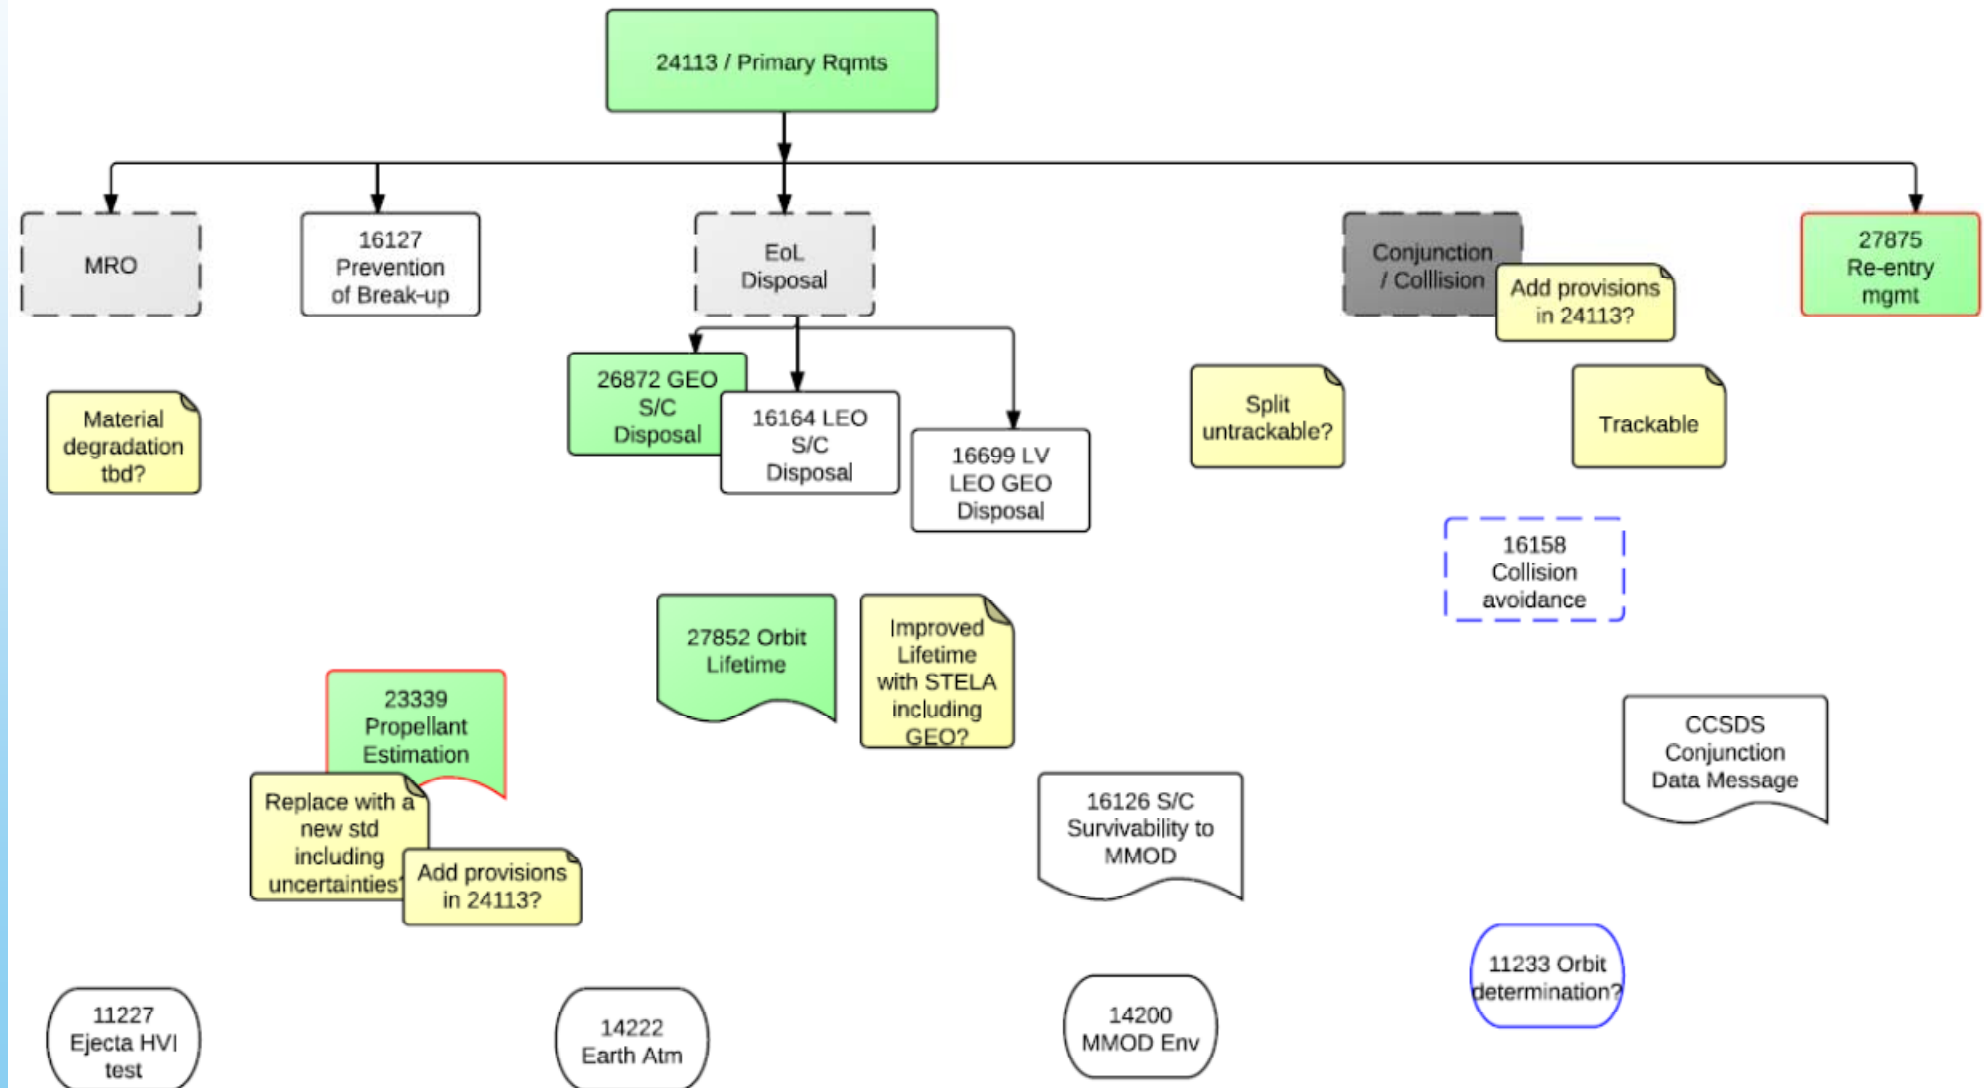 24113 / Primary Rqmts
MRO
16127
Prevention
of Break-up
EoL
Disposal
Conjunction
/ Colllision
Add provisions
in 24113?
27875
Re-entry
mgmt
Material
degradation
tbd?
26872 GEO
S/C
Disposal
16164 LEO
S/C
Disposal
16699 LV
LEO GEO
Disposal
Split
untrackable?
Trackable
16158
Collision
avoidance
27852 Orbit
Lifetime
Improved
Lifetime
with STELA
including
GEO?
23339
Propellant
Estimation
Replace with a
new std
including
uncertainties?
Add provisions
in 24113?
16126 S/C
Survivability to
MMOD
CCSDS
Conjunction
Data Message
11233 Orbit
determination?
11227
Ejecta HVI
test
14222
Earth Atm
14200
MMOD Env